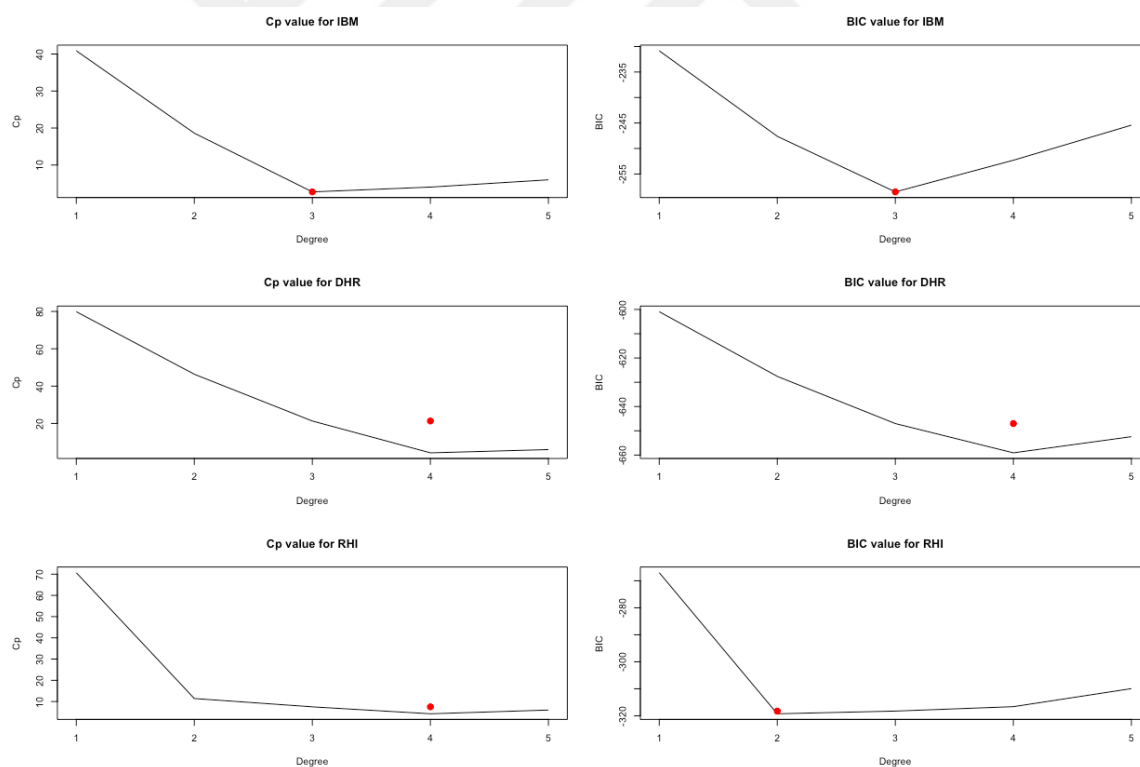 Cp value for IBM
Cp
40
30
20
10
1 2 3 4 5
Degree
BIC value for IBM
BIC
-235
-245
-255
1 2 3 4 5
Degree
Cp value for DHR
Cp
80
60
40
20
1 2 3 4 5
Degree
BIC value for DHR
BIC
-600
-620
-640
-660
1 2 3 4 5
Degree
Cp value for RHI
Cp
70
60
50
40
30
20
10
1 2 3 4 5
Degree
BIC value for RHI
BIC
-280
-300
-320
1 2 3 4 5
Degree